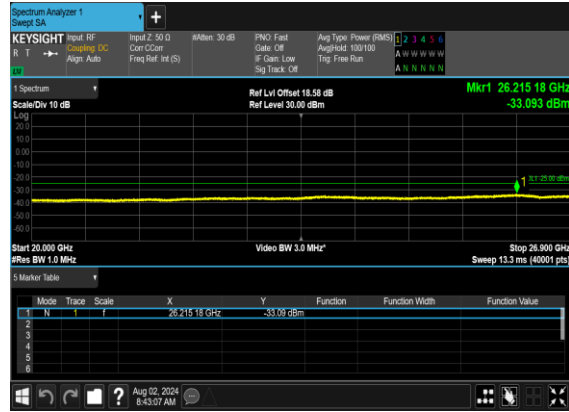 Spectrum Analyzer 1
Swept SA
+
KEYSIGHT
R T
Input: RF
Coupling: DC
Align: Auto
Input Z: 50 Ω
Corr CCorr
Freq Ref: Int (S)
#Atten: 30 dB
PNO: Fast
Gate: Off
IF Gain: Low
Sig Track: Off
Avg Type: Power (RMS)
Avg|Hold: 100/100
Trig: Free Run
1 2 3 4 5 6
A W W W W W
A N N N N N
1 Spectrum
Scale/Div 10 dB
Ref Lvl Offset 18.58 dB
Ref Level 30.00 dBm
Mkr1 26.215 18 GHz
-33.093 dBm
Log
20.0
10.0
0.00
-10.0
-20.0
-30.0
-40.0
-50.0
-60.0
1
Start 20.000 GHz
#Res BW 1.0 MHz
Video BW 3.0 MHz*
Stop 26.900 GHz
Sweep 13.3 ms (40001 pts)
5 Marker Table
Mode Trace Scale X Y Function Function Width Function Value
1 N 1 f 26.215 18 GHz -33.09 dBm
2
3
4
5
6
?
Aug 02, 2024
8:43:07 AM